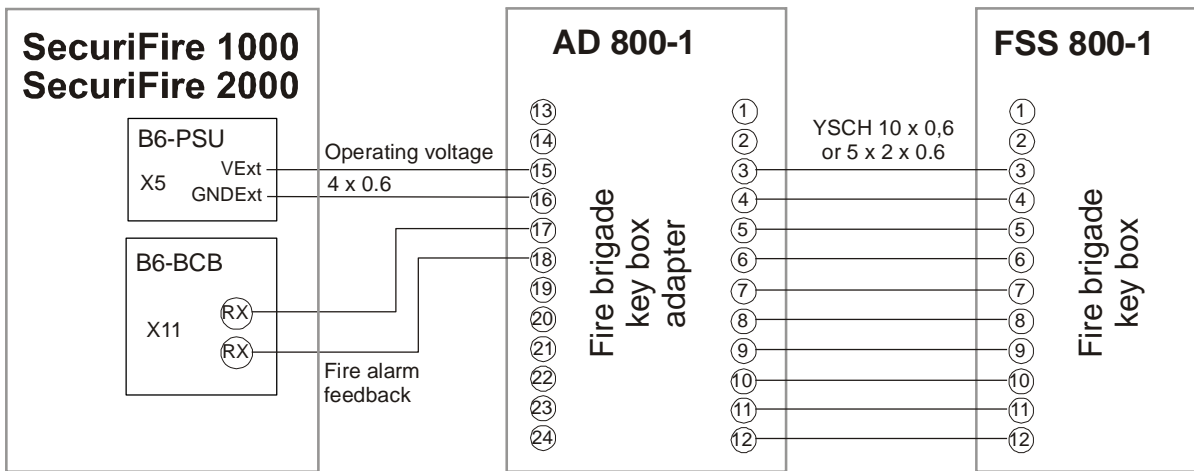 SecuriFire 1000
SecuriFire 2000
B6-PSU
VExt
X5
GNDExt
B6-BCB
RX
X11
RX
Operating voltage
4 x 0.6
Fire alarm
feedback
AD 800-1
13
14
15
16
17
18
19
20
21
22
23
24
Fire brigade
key box
adapter
1
2
3
4
5
6
7
8
9
10
11
12
YSCH 10 x 0,6
or 5 x 2 x 0.6
FSS 800-1
1
2
3
4
5
6
7
8
9
10
11
12
Fire brigade
key box